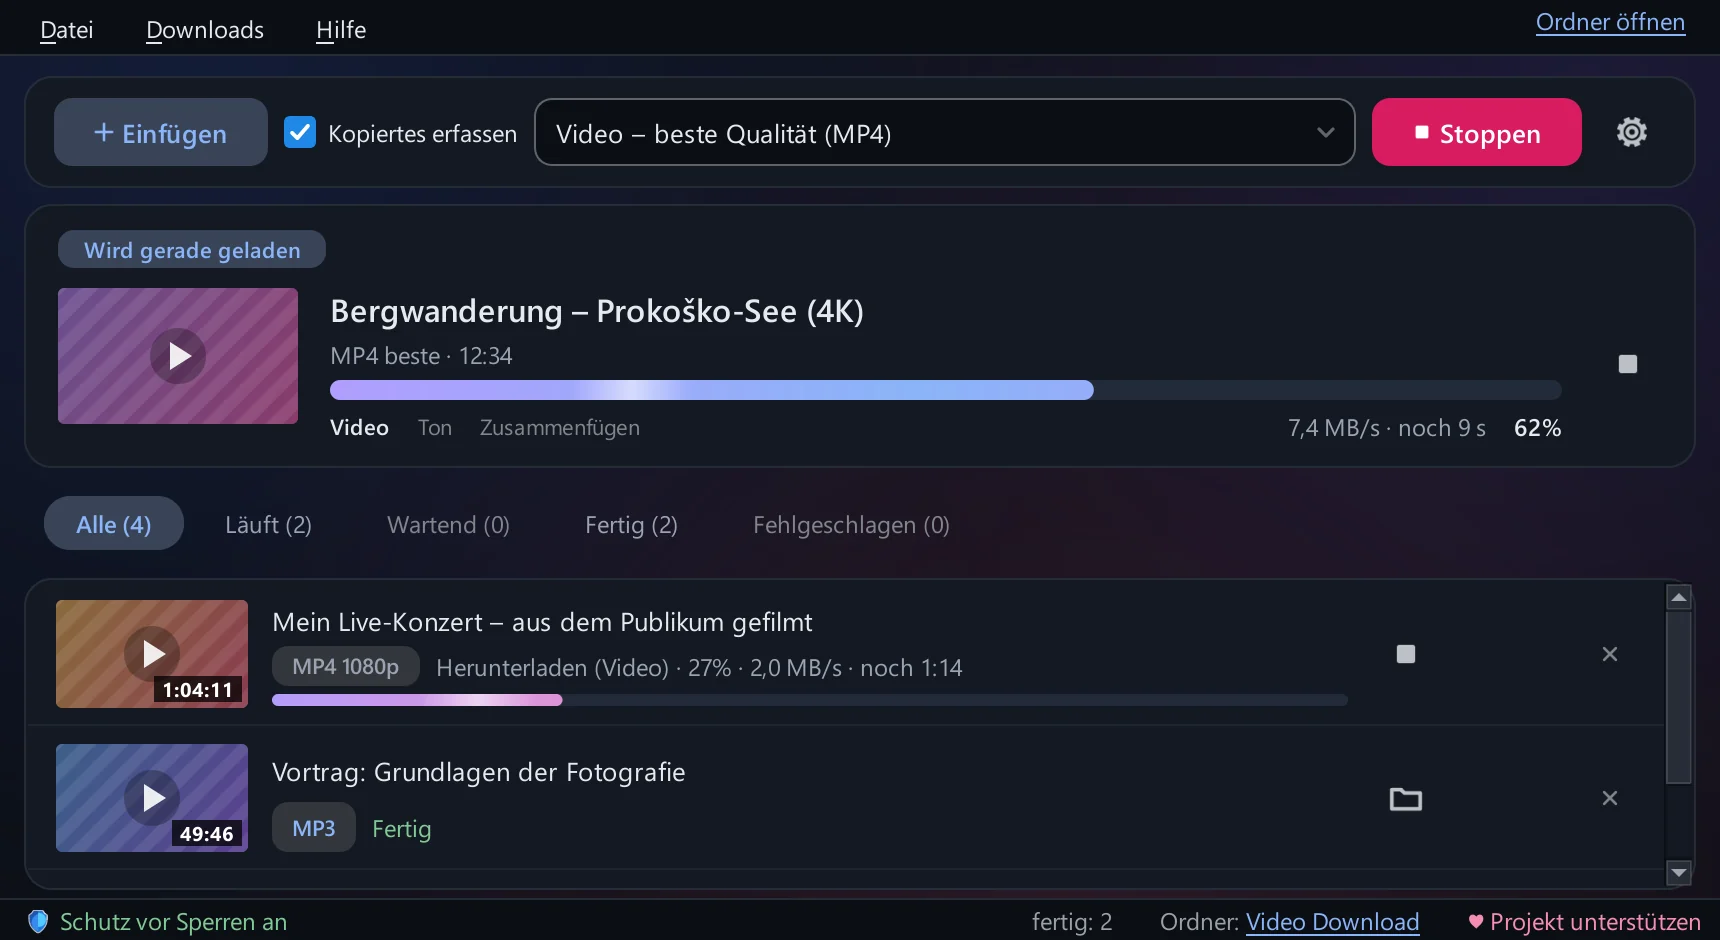 Datei Downloads Hilfe Ordner öffnen
+ Einfügen Kopiertes erfassen Video – beste Qualität (MP4) Stoppen
Wird gerade geladen
Bergwanderung – Prokoško-See (4K)
MP4 beste · 12:34
Video Ton Zusammenfügen 7,4 MB/s · noch 9 s 62%
Alle (4) Läuft (2) Wartend (0) Fertig (2) Fehlgeschlagen (0)
Mein Live-Konzert – aus dem Publikum gefilmt
MP4 1080p Herunterladen (Video) · 27% · 2,0 MB/s · noch 1:14
1:04:11
Vortrag: Grundlagen der Fotografie
MP3 Fertig
49:46
Schutz vor Sperren an fertig: 2 Ordner: Video Download Projekt unterstützen